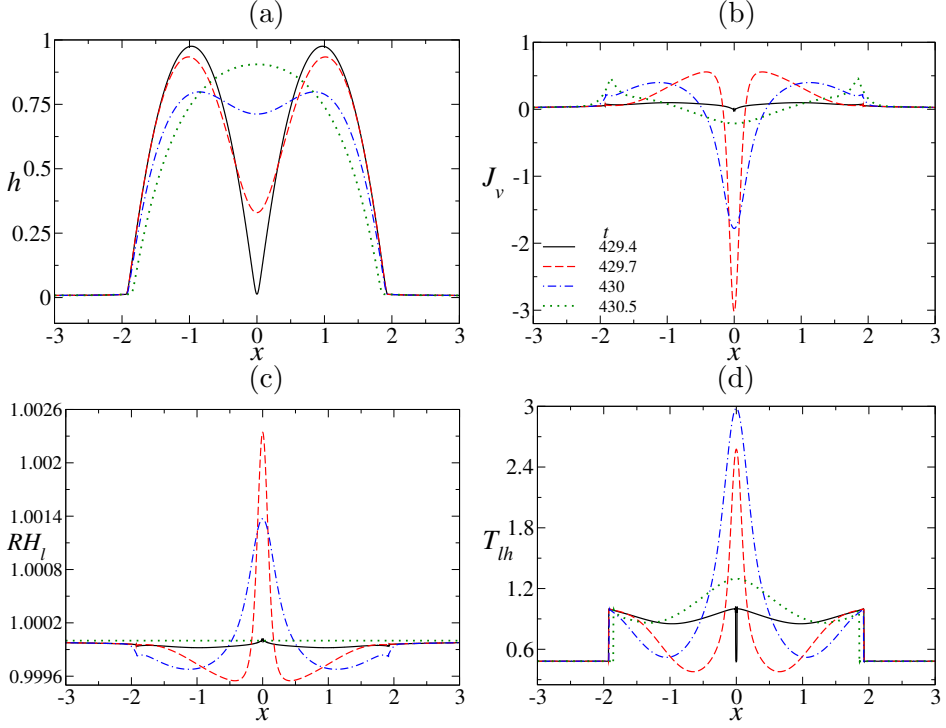 (a)
(b)
1
0.75
0.5
0.25
0
h
-3 -2 -1 0 1 2 3
x
1
0
-1
-2
-3
J_v
t
429.4
429.7
430
430.5
-3 -2 -1 0 1 2 3
x
(c)
(d)
1.0026
1.002
1.0014
1.0008
1.0002
0.9996
RH_l
-3 -2 -1 0 1 2 3
x
3
2.4
1.8
1.2
0.6
T_lh
-3 -2 -1 0 1 2 3
x